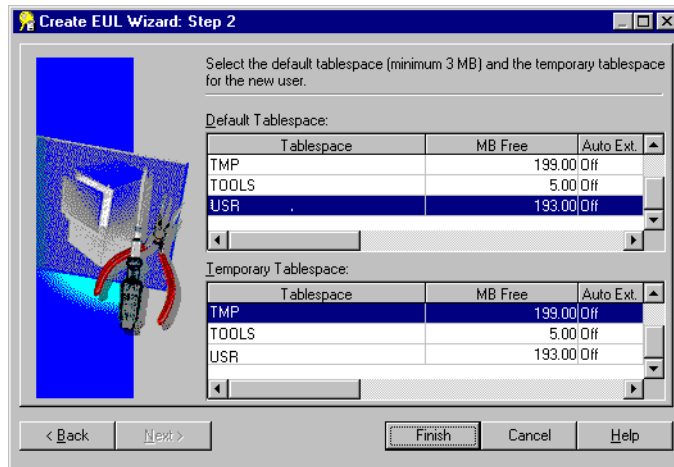 Create EUL Wizard: Step 2
Select the default tablespace (minimum 3 MB) and the temporary tablespace
for the new user.
Default Tablespace:
Tablespace MB Free Auto Ext.
TMP 199.00 Off
TOOLS 5.00 Off
USR 193.00 Off
Temporary Tablespace:
Tablespace MB Free Auto Ext.
TMP 199.00 Off
TOOLS 5.00 Off
USR 193.00 Off
< Back Next > Finish Cancel Help